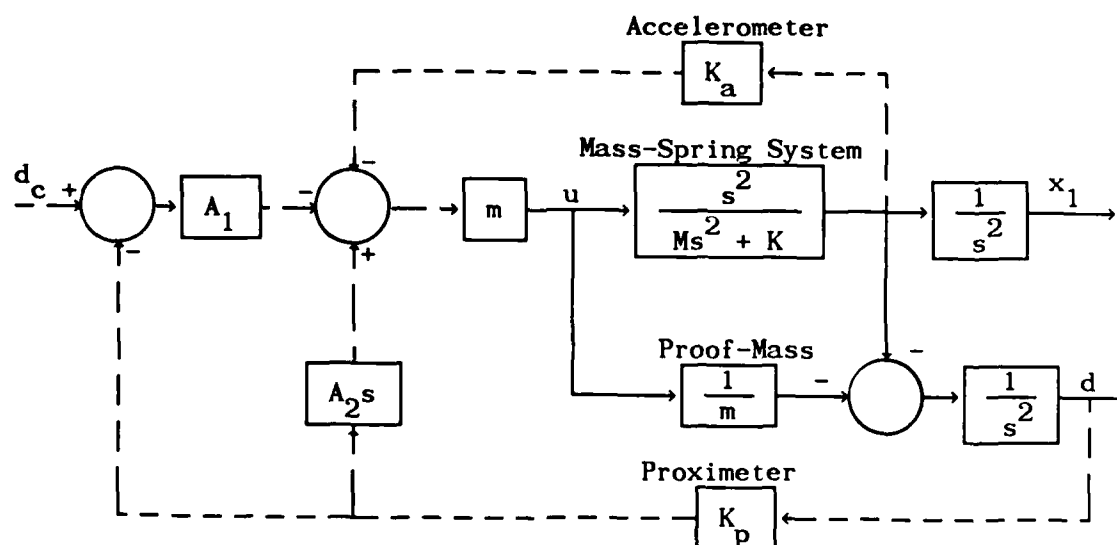 Accelerometer
K_a
-
Mass-Spring System
d_c +
A_1
-
m
u
s^2
Ms^2 + K
1
s^2
x_1
-
+
-
Proof-Mass
1
m
-
A_2 s
1
s^2
d
Proximeter
K_p